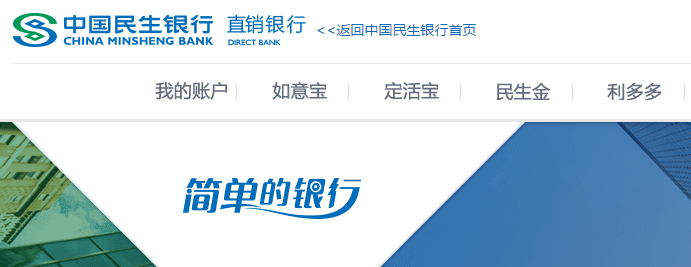 中国民生银行 直销银行 <<返回中国民生银行首页
CHINA MINSHENG BANK DIRECT BANK
我的账户 如意宝 定活宝 民生金 利多多
简单的银行